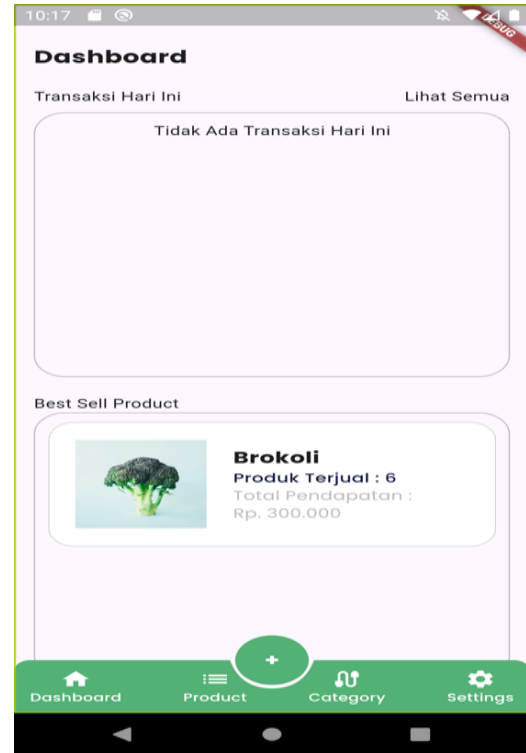 10:17
DEBUG
Dashboard
Transaksi Hari Ini
Lihat Semua
Tidak Ada Transaksi Hari Ini
Best Sell Product
Brokoli
Produk Terjual : 6
Total Pendapatan :
Rp. 300.000
+
Dashboard
Product
Category
Settings